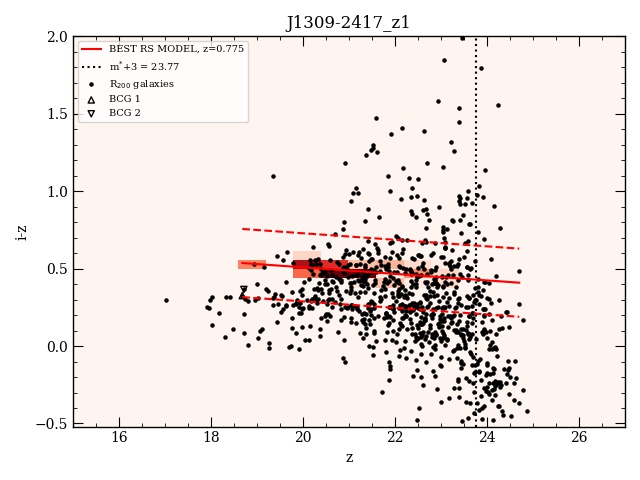 J1309-2417_z1
BEST RS MODEL, z=0.775
m*+3 = 23.77
R200 galaxies
BCG 1
BCG 2
2.0
1.5
1.0
0.5
0.0
−0.5
i-z
16 18 20 22 24 26
z